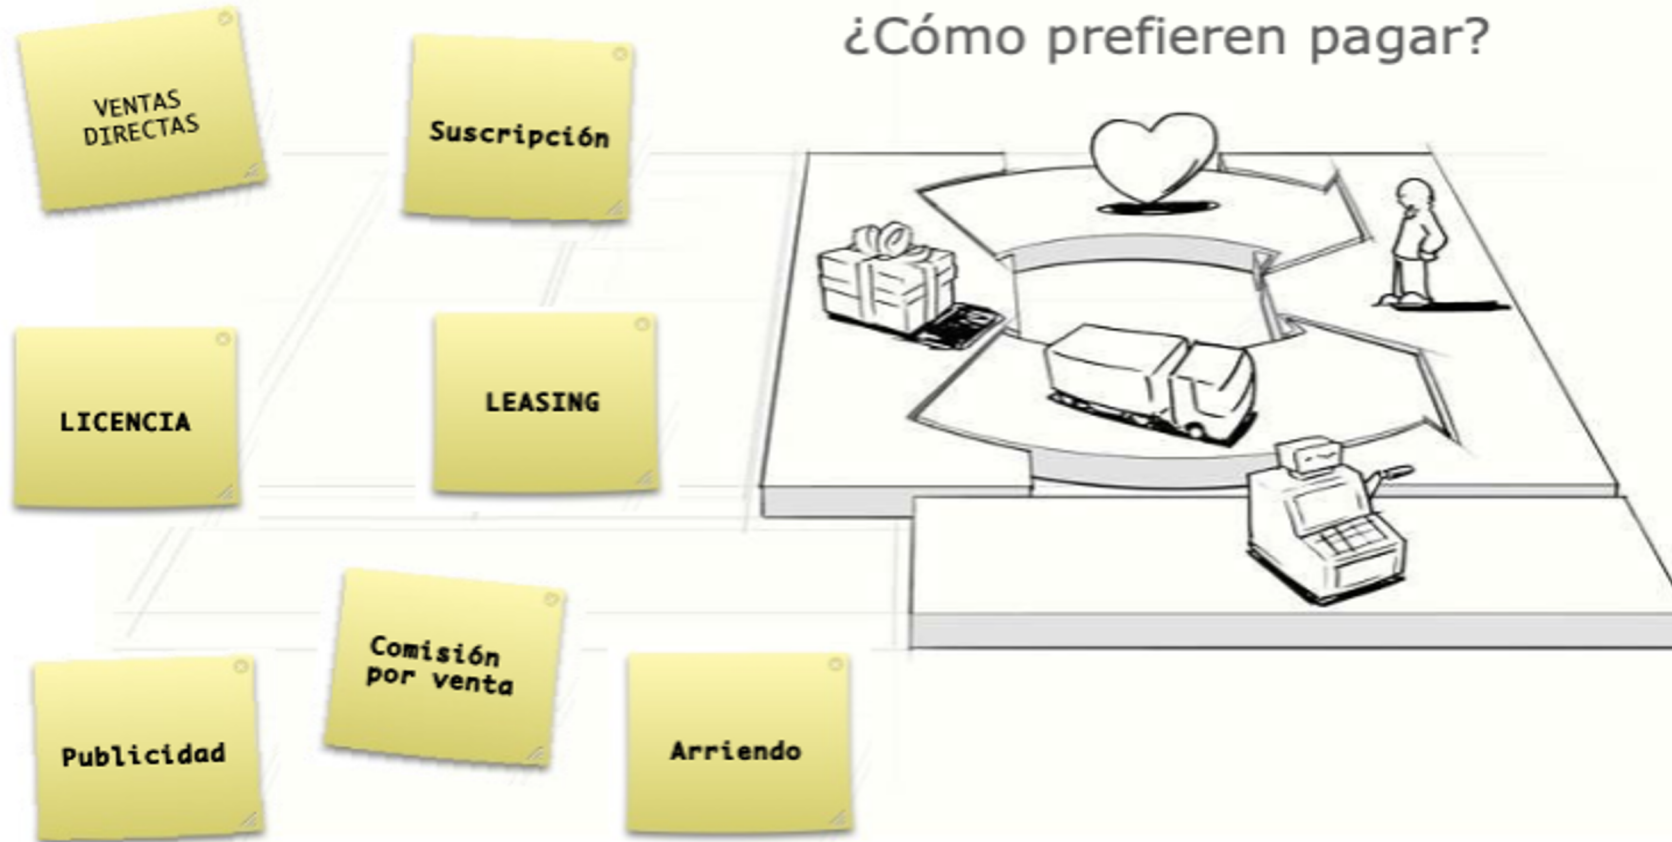 ¿Cómo prefieren pagar?
VENTAS
DIRECTAS
Suscripción
LICENCIA
LEASING
Comisión
por venta
Publicidad
Arriendo